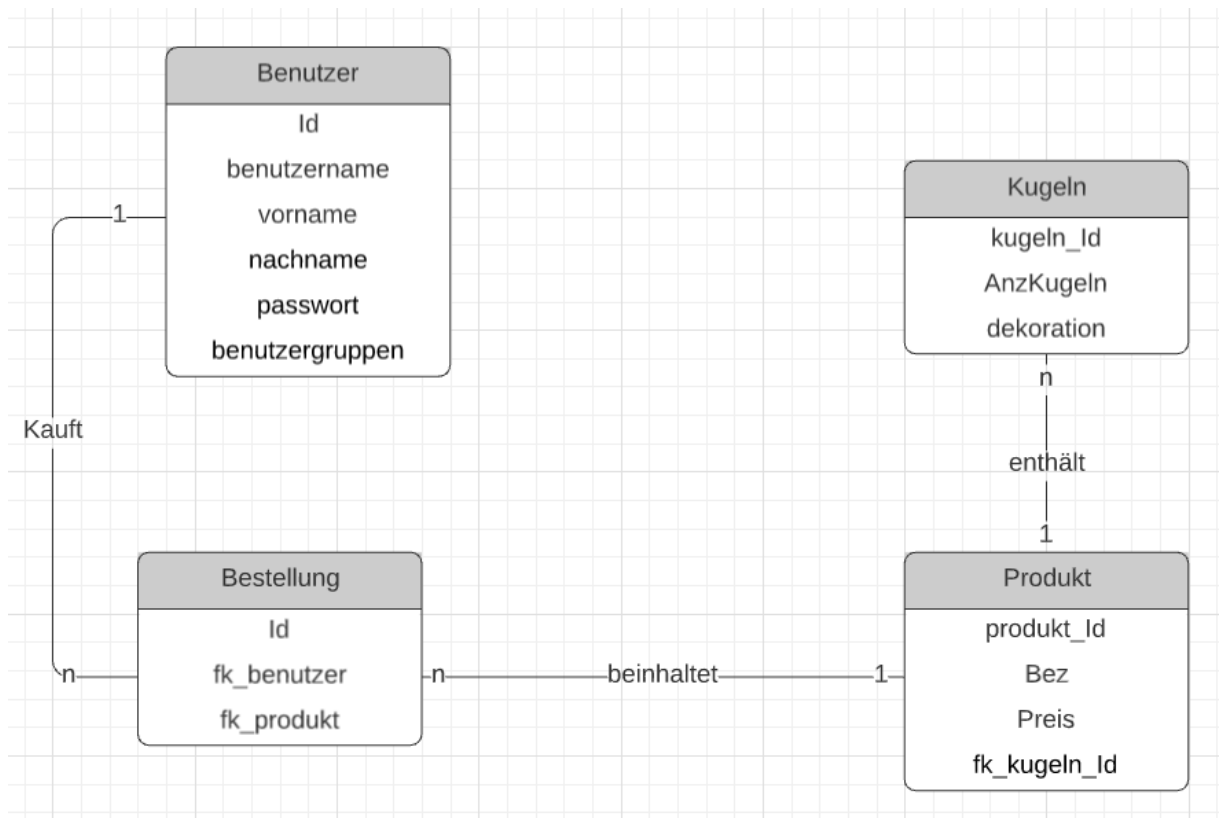 Benutzer
Id
benutzername
vorname
nachname
passwort
benutzergruppen
1
Kauft
n
Kugeln
kugeln_Id
AnzKugeln
dekoration
n
enthält
1
Bestellung
Id
fk_benutzer
fk_produkt
n
beinhaltet
1
Produkt
produkt_Id
Bez
Preis
fk_kugeln_Id